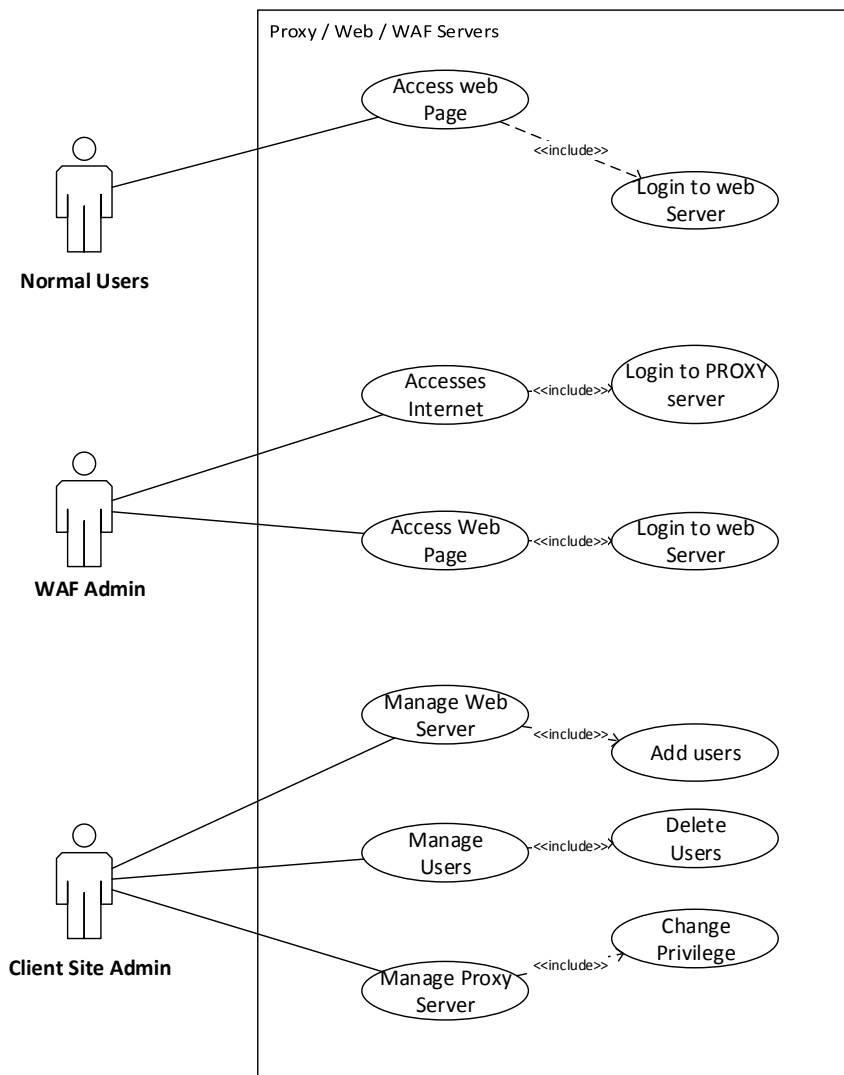 Proxy / Web / WAF Servers
Access web
Page
<<include>>
Login to web
Server
Normal Users
Accesses
Internet
<<include>>
Login to PROXY
server
Access Web
Page
<<include>>
Login to web
Server
WAF Admin
Manage Web
Server
<<include>>
Add users
Manage
Users
<<include>>
Delete
Users
Client Site Admin
Manage Proxy
Server
<<include>>
Change
Privilege